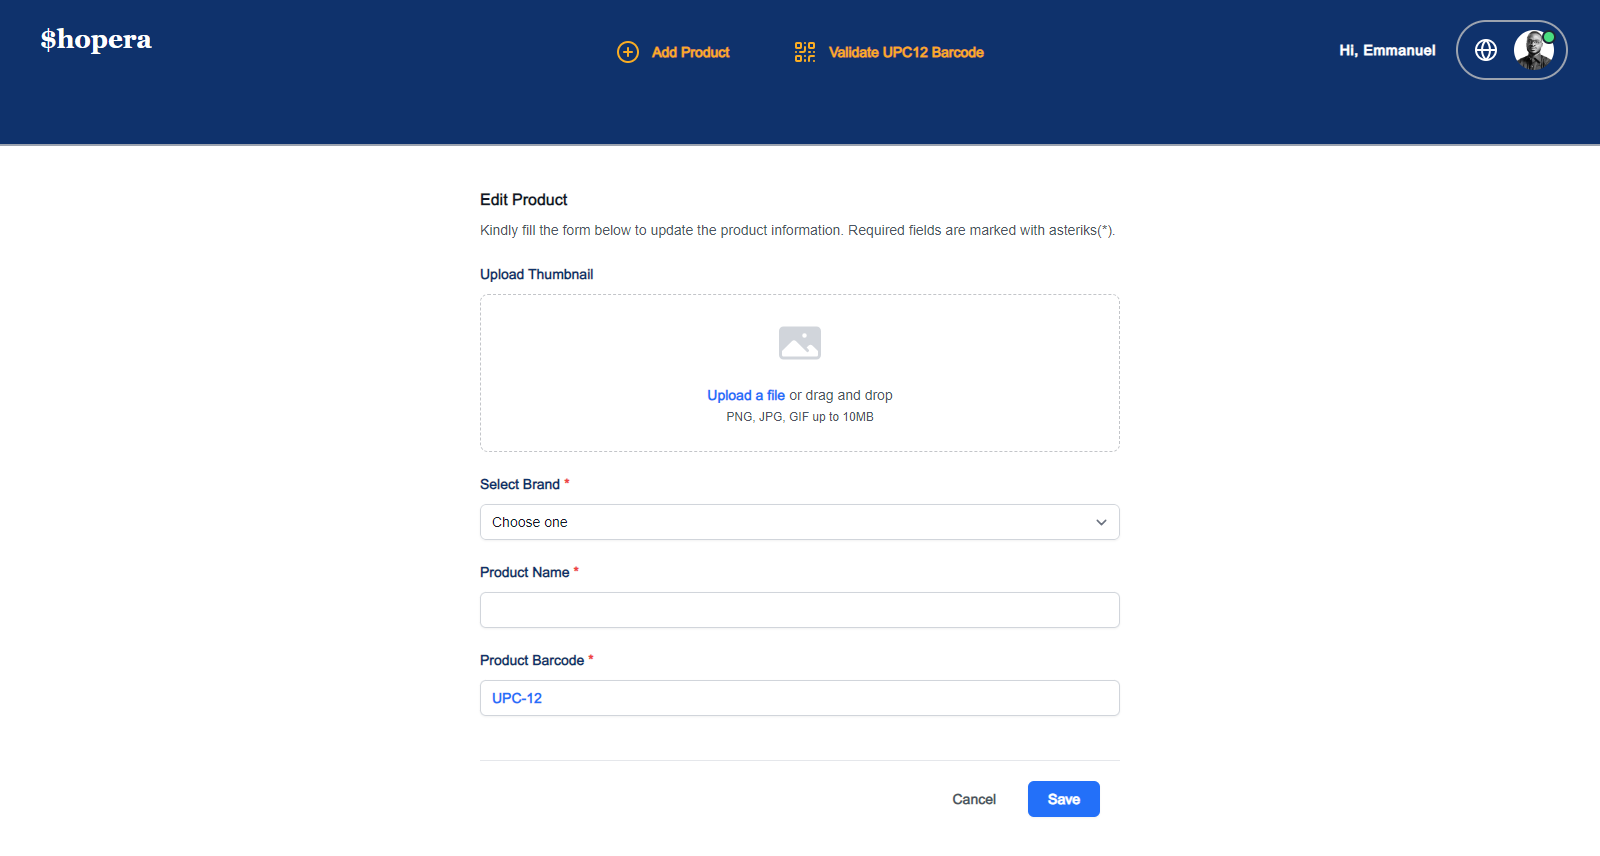 $hopera
Add Product
Validate UPC12 Barcode
Hi, Emmanuel
Edit Product
Kindly fill the form below to update the product information. Required fields are marked with asteriks(*).
Upload Thumbnail
Upload a file or drag and drop
PNG, JPG, GIF up to 10MB
Select Brand *
Choose one
Product Name *
Product Barcode *
UPC-12
Cancel
Save